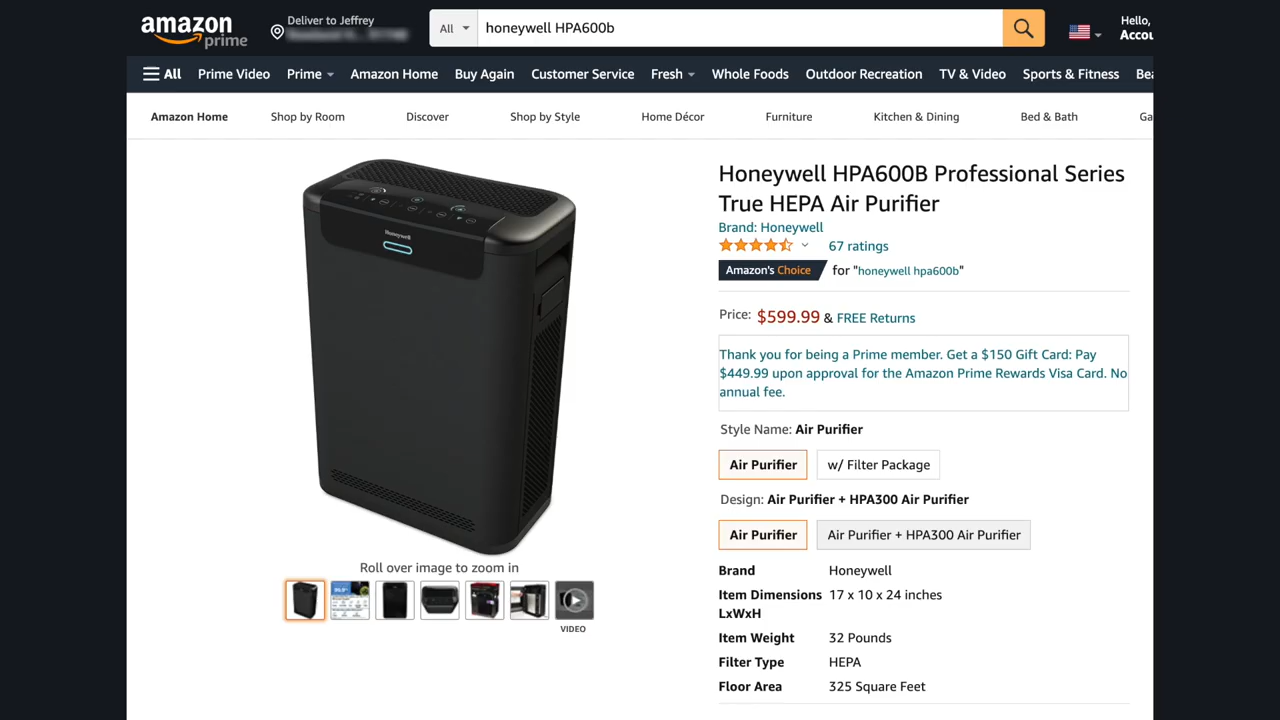 amazon
prime
Deliver to Jeffrey
All
honeywell HPA600b
Hello,
Accou
All
Prime Video
Prime
Amazon Home
Buy Again
Customer Service
Fresh
Whole Foods
Outdoor Recreation
TV & Video
Sports & Fitness
Bea
Amazon Home
Shop by Room
Discover
Shop by Style
Home Décor
Furniture
Kitchen & Dining
Bed & Bath
Ga
Honeywell
Roll over image to zoom in
VIDEO
Honeywell HPA600B Professional Series
True HEPA Air Purifier
Brand: Honeywell
67 ratings
Amazon's Choice for "honeywell hpa600b"
Price: $599.99 & FREE Returns
Thank you for being a Prime member. Get a $150 Gift Card: Pay
$449.99 upon approval for the Amazon Prime Rewards Visa Card. No
annual fee.
Style Name: Air Purifier
Air Purifier
w/ Filter Package
Design: Air Purifier + HPA300 Air Purifier
Air Purifier
Air Purifier + HPA300 Air Purifier
Brand Honeywell
Item Dimensions 17 x 10 x 24 inches
LxWxH
Item Weight 32 Pounds
Filter Type HEPA
Floor Area 325 Square Feet